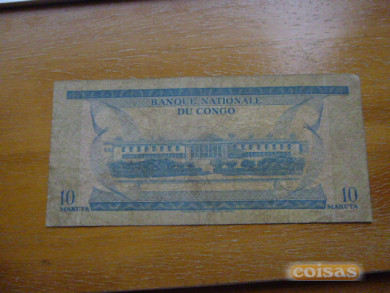 BANQUE NATIONALE
DU CONGO
10
MAKUTA
10
MAKUTA
coisas